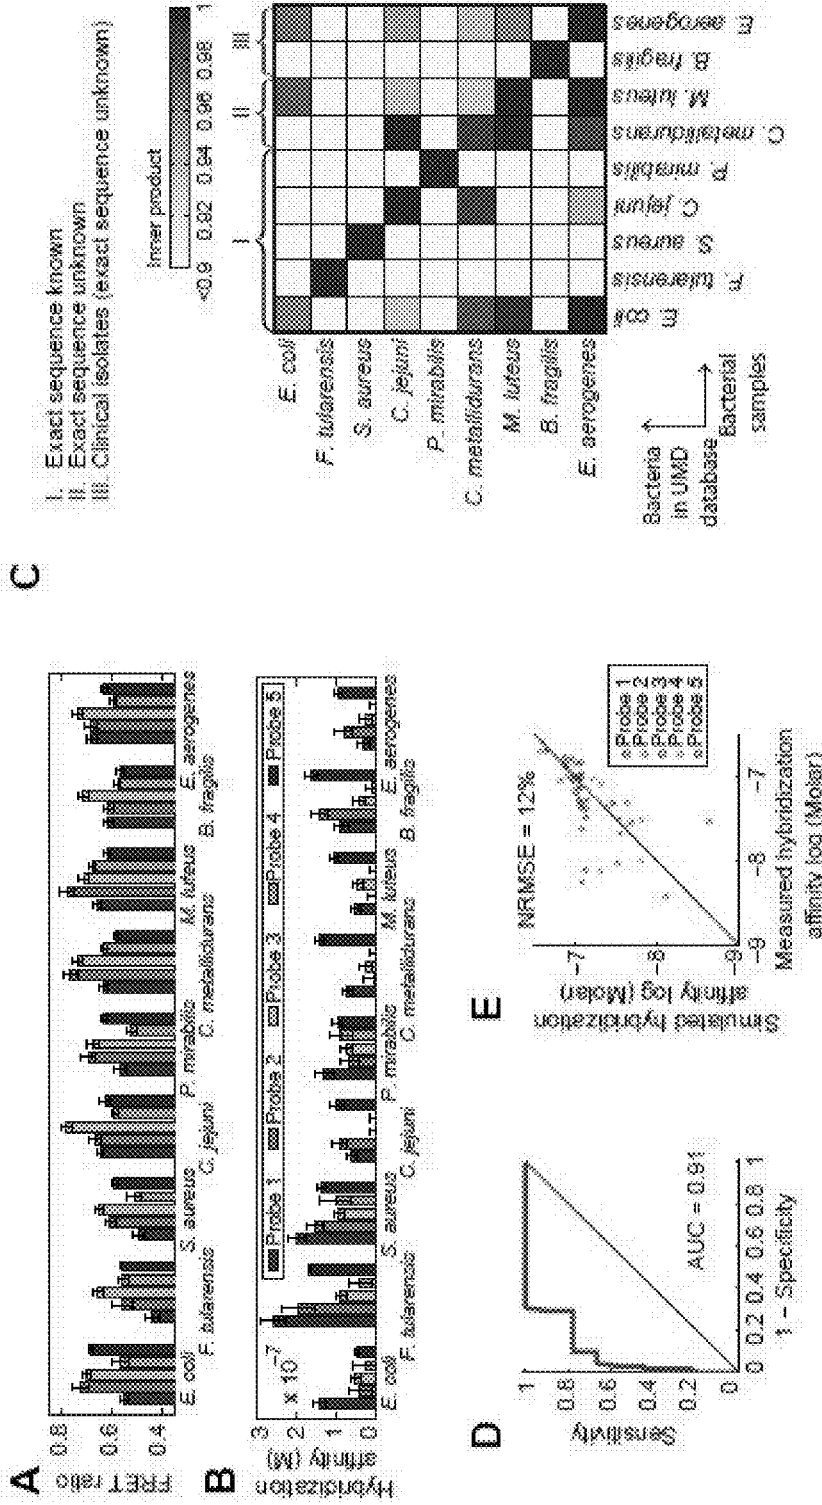 A
FRET ratio
0.8
0.6
0.4
E. coli
F. tularensis
S. aureus
C. jejuni
P. mirabilis
C. metallidurans
M. luteus
B. fragilis
E. aerogenes
B
Hybridization
affinity (M)
3
2
1
0
x 10-7
Probe 1
Probe 2
Probe 3
Probe 4
Probe 5
E. coli
F. tularensis
S. aureus
C. jejuni
P. mirabilis
C. metallidurans
M. luteus
B. fragilis
E. aerogenes
C
I. Exact sequence known
II. Exact sequence unknown
III. Clinical isolates (exact sequence unknown)
Inner product
<0.9 0.92 0.94 0.96 0.98 1
I
II
III
E. coli
F. tularensis
S. aureus
C. jejuni
P. mirabilis
C. metallidurans
M. luteus
B. fragilis
E. aerogenes
E. coli
F. tularensis
S. aureus
C. jejuni
P. mirabilis
C. metallidurans
M. luteus
B. fragilis
E. aerogenes
Bacteria
in UMD
database
Bacterial
samples
D
Sensitivity
1
0.8
0.6
0.4
0.2
0
0 0.2 0.4 0.6 0.8 1
1 - Specificity
AUC = 0.91
E
Simulated hybridization
affinity log (Molar)
-7
-8
-9
-9 -8 -7
Measured hybridization
affinity log (Molar)
NRMSE = 12%
Probe 1
Probe 2
Probe 3
Probe 4
Probe 5